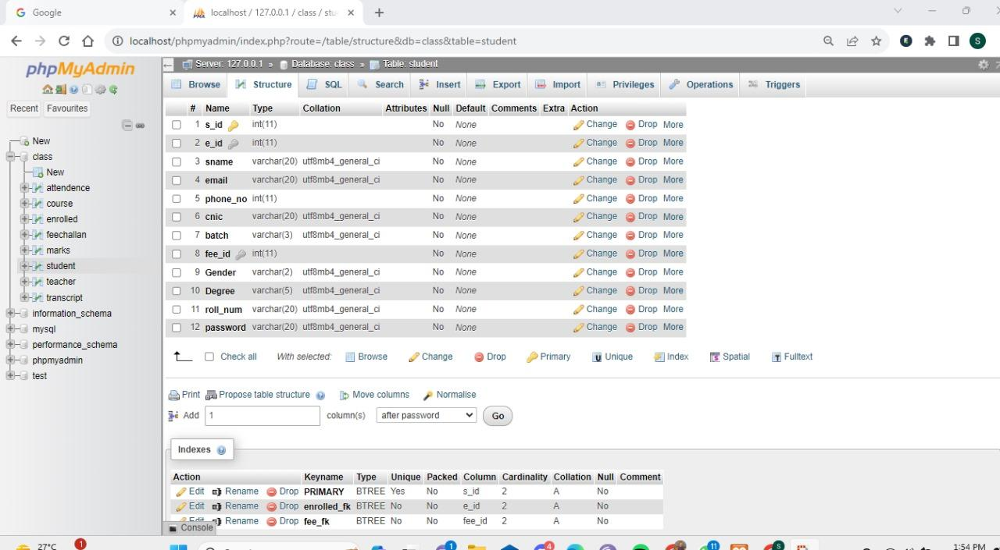 Google
localhost / 127.0.0.1 / class / stu
localhost/phpmyadmin/index.php?route=/table/structure&db=class&table=student
S
phpMyAdmin
Recent Favourites
New
class
New
attendence
course
enrolled
feechallan
marks
student
teacher
transcript
information_schema
mysql
performance_schema
phpmyadmin
test
Server: 127.0.0.1 » Database: class » Table: student
Browse Structure SQL Search Insert Export Import Privileges Operations Triggers
# Name Type Collation Attributes Null Default Comments Extra Action
1 s_id int(11) No None Change Drop More
2 e_id int(11) No None Change Drop More
3 sname varchar(20) utf8mb4_general_ci No None Change Drop More
4 email varchar(20) utf8mb4_general_ci No None Change Drop More
5 phone_no int(11) No None Change Drop More
6 cnic varchar(20) utf8mb4_general_ci No None Change Drop More
7 batch varchar(3) utf8mb4_general_ci No None Change Drop More
8 fee_id int(11) No None Change Drop More
9 Gender varchar(2) utf8mb4_general_ci No None Change Drop More
10 Degree varchar(5) utf8mb4_general_ci No None Change Drop More
11 roll_num varchar(20) utf8mb4_general_ci No None Change Drop More
12 password varchar(20) utf8mb4_general_ci No None Change Drop More
Check all With selected: Browse Change Drop Primary Unique Index Spatial Fulltext
Print Propose table structure Move columns Normalise
Add 1 column(s) after password Go
Indexes
Action Keyname Type Unique Packed Column Cardinality Collation Null Comment
Edit Rename Drop PRIMARY BTREE Yes No s_id 2 A No
Edit Rename Drop enrolled_fk BTREE No No e_id 2 A No
Edit Rename Drop fee_fk BTREE No No fee_id 2 A No
Console
27°C 1 1 4 11 S 1:54 PM